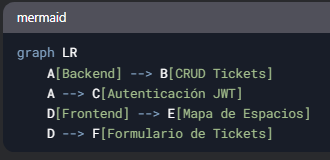 mermaid
graph LR
A[Backend] --> B[CRUD Tickets]
A --> C[Autenticación JWT]
D[Frontend] --> E[Mapa de Espacios]
D --> F[Formulario de Tickets]